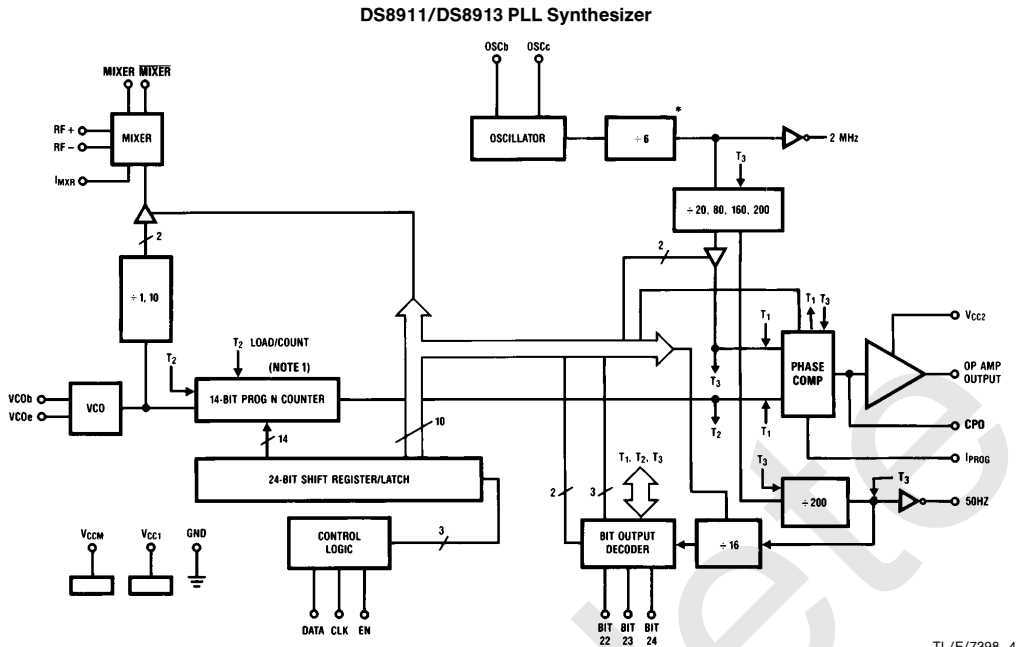 DS8911/DS8913 PLL Synthesizer
OSCb OSCc
MIXER MIXER
*
RF +
RF −
MIXER
OSCILLATOR
÷ 6
2 MHz
IMXR
T3
÷ 20, 80, 160, 200
2
2
÷ 1, 10
T1 T3
T1
VCC2
T2 LOAD/COUNT
(NOTE 1)
T2
PHASE
COMP
OP AMP
OUTPUT
T3
VCOb
VCOe
VCO
14-BIT PROG N COUNTER
10
T2
T1
CPO
14
IPROG
T1, T2, T3
T3
T3
24-BIT SHIFT REGISTER/LATCH
2
3
÷ 200
50HZ
VCCM
VCC1
GND
CONTROL
LOGIC
3
BIT OUTPUT
DECODER
÷ 16
DATA CLK EN
BIT
22
BIT
23
BIT
24
TL/F/7398–4